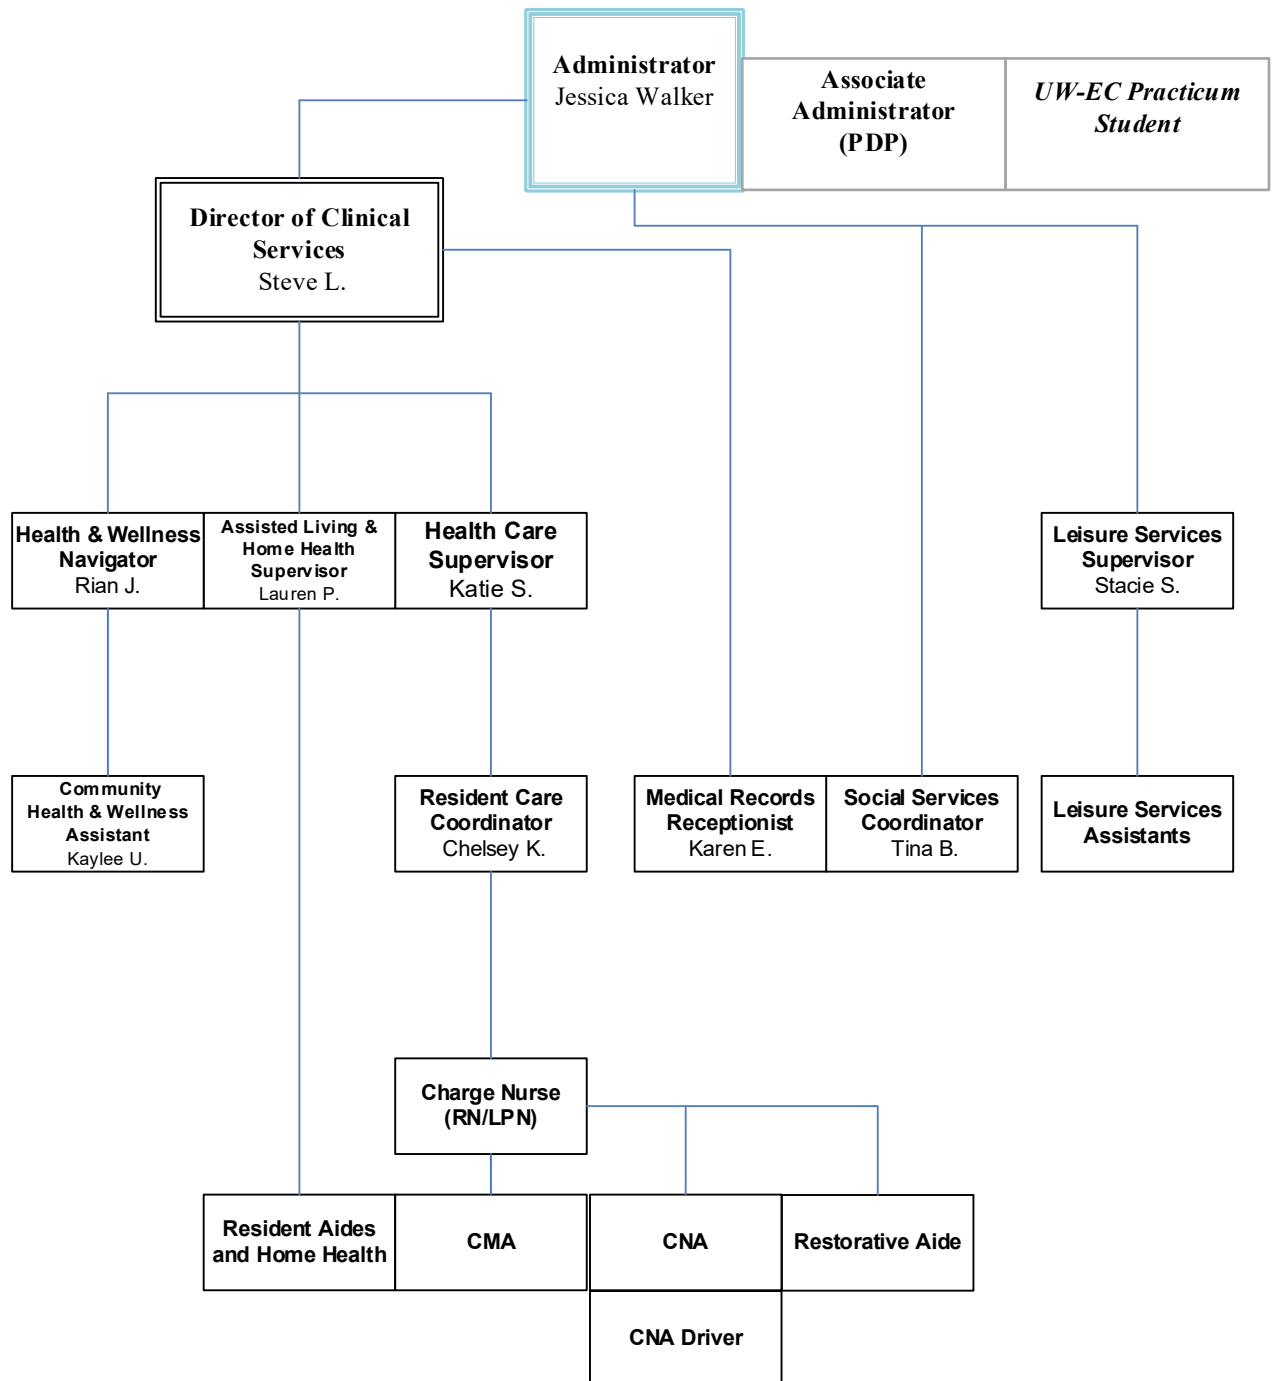 Administrator
Jessica Walker
Associate
Administrator
(PDP)
UW-EC Practicum
Student
Director of Clinical
Services
Steve L.
Health & Wellness
Navigator
Rian J.
Assisted Living &
Home Health
Supervisor
Lauren P.
Health Care
Supervisor
Katie S.
Leisure Services
Supervisor
Stacie S.
Community
Health & Wellness
Assistant
Kaylee U.
Resident Care
Coordinator
Chelsey K.
Medical Records
Receptionist
Karen E.
Social Services
Coordinator
Tina B.
Leisure Services
Assistants
Charge Nurse
(RN/LPN)
Resident Aides
and Home Health
CMA
CNA
Restorative Aide
CNA Driver